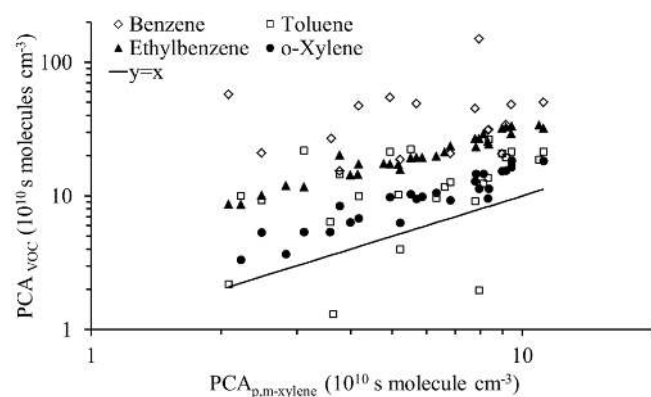 ◇ Benzene □ Toluene
▲ Ethylbenzene ● o-Xylene
— y=x
100
10
1
1 10
PCA VOC (10¹⁰ s molecules cm⁻³)
PCAp,m-xylene (10¹⁰ s molecule cm⁻³)